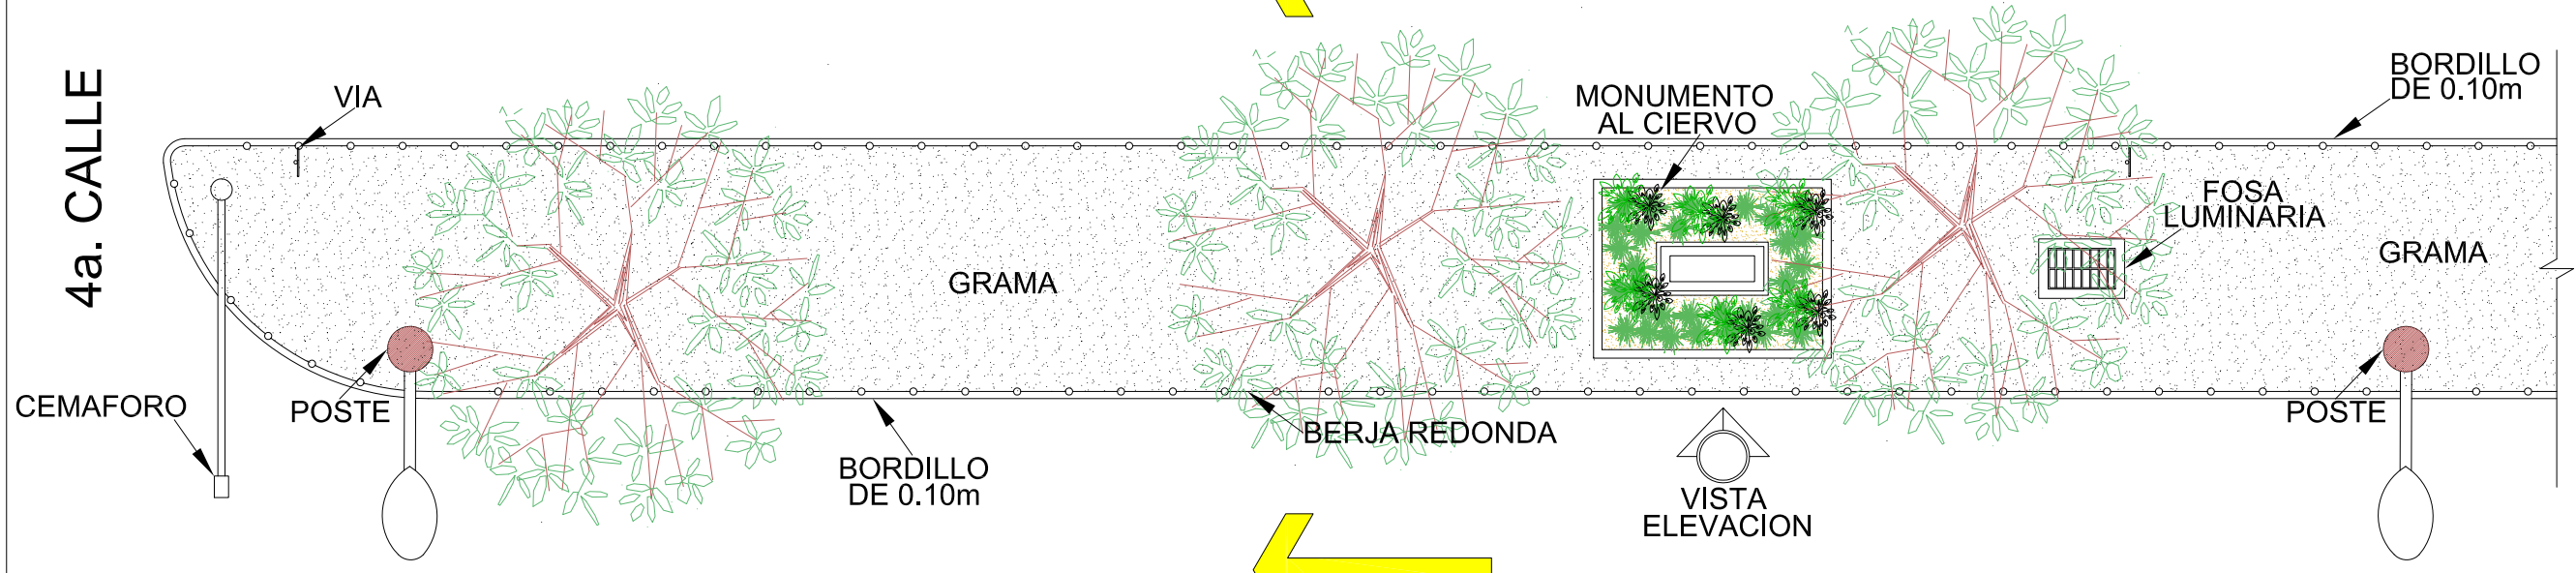 4a. CALLE
VIA
MONUMENTO
AL CIERVO
BORDILLO
DE 0.10m
FOSA
LUMINARIA
GRAMA
GRAMA
CEMAFORO
POSTE
BORDILLO
DE 0.10m
BERJA REDONDA
VISTA
ELEVACION
POSTE